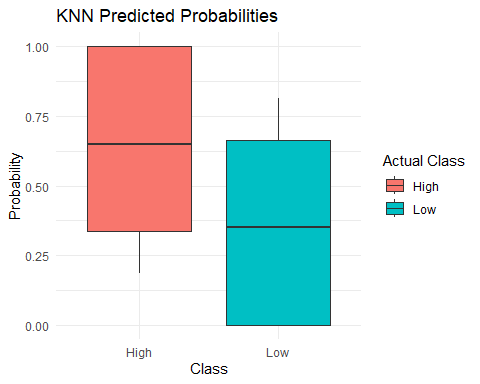 KNN Predicted Probabilities
1.00
0.75
0.50
0.25
0.00
Probability
High
Low
Class
Actual Class
High
Low